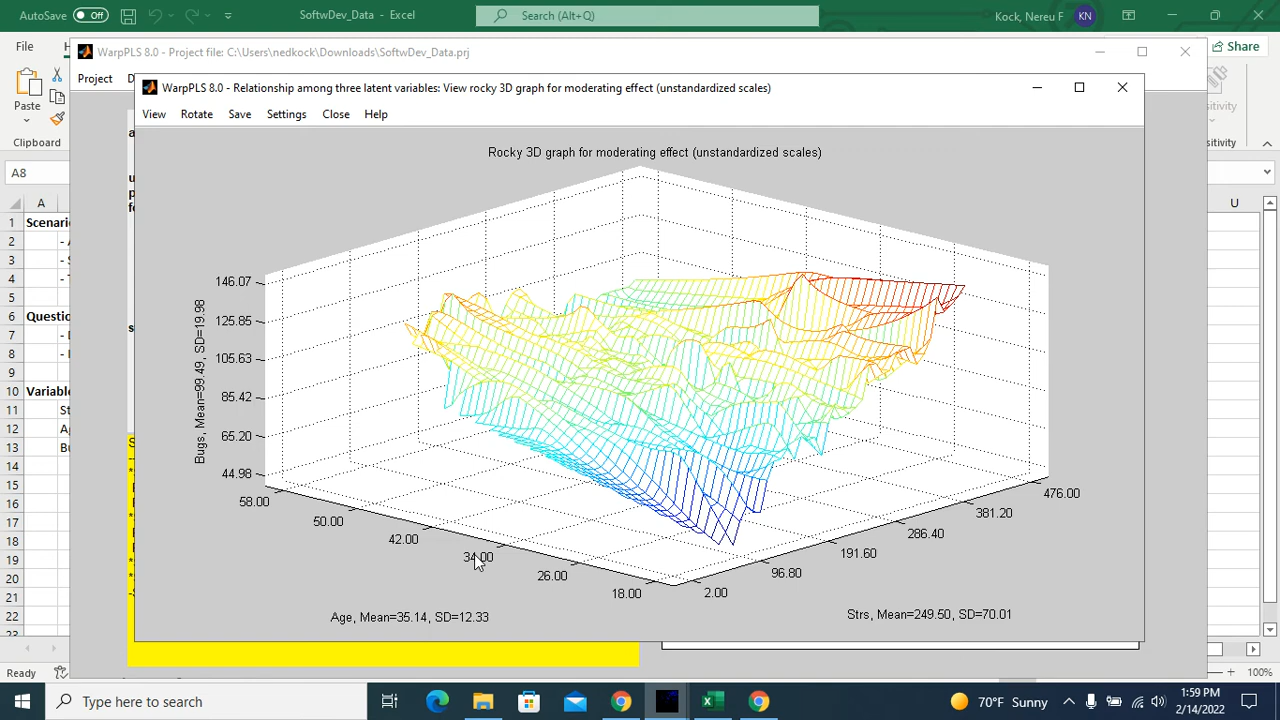 AutoSave Off
SoftwDev_Data - Excel
Search (Alt+Q)
Kock, Nereu F KN
File
WarpPLS 8.0 - Project file: C:\Users\nedkock\Downloads\SoftwDev_Data.prj
Share
Project
WarpPLS 8.0 - Relationship among three latent variables: View rocky 3D graph for moderating effect (unstandardized scales)
Paste
View Rotate Save Settings Close Help
Clipboard
Rocky 3D graph for moderating effect (unstandardized scales)
A8
A
U
1 Scenari
2
3
4
5
6 Questio
7
8
9
10 Variabl
11
12
13
14
15
16
17
18
19
20
21
22
23
146.07
125.85
105.63
85.42
65.20
44.98
Bugs, Mean=99.49, SD=19.98
58.00
50.00
42.00
34.00
26.00
18.00
2.00
96.80
191.60
286.40
381.20
476.00
Age, Mean=35.14, SD=12.33
Strs, Mean=249.50, SD=70.01
Ready
100%
Type here to search
70°F Sunny
1:59 PM
2/14/2022